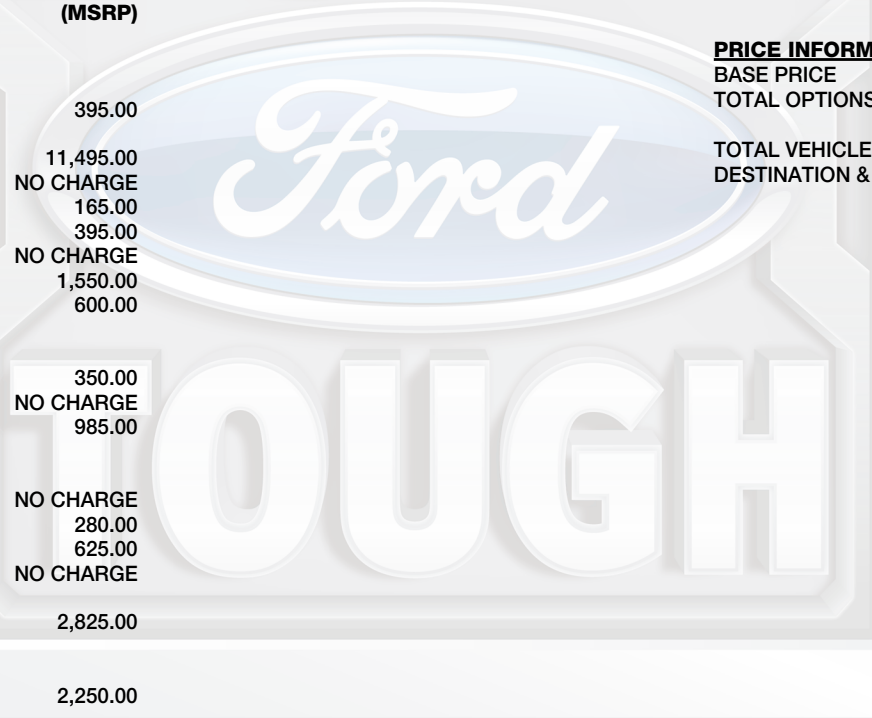 (MSRP)
395.00
11,495.00
NO CHARGE
165.00
395.00
NO CHARGE
1,550.00
600.00
350.00
NO CHARGE
985.00
NO CHARGE
280.00
625.00
NO CHARGE
2,825.00
2,250.00
PRICE INFORM
BASE PRICE
TOTAL OPTIONS
TOTAL VEHICLE
DESTINATION &
Ford
TOUGH